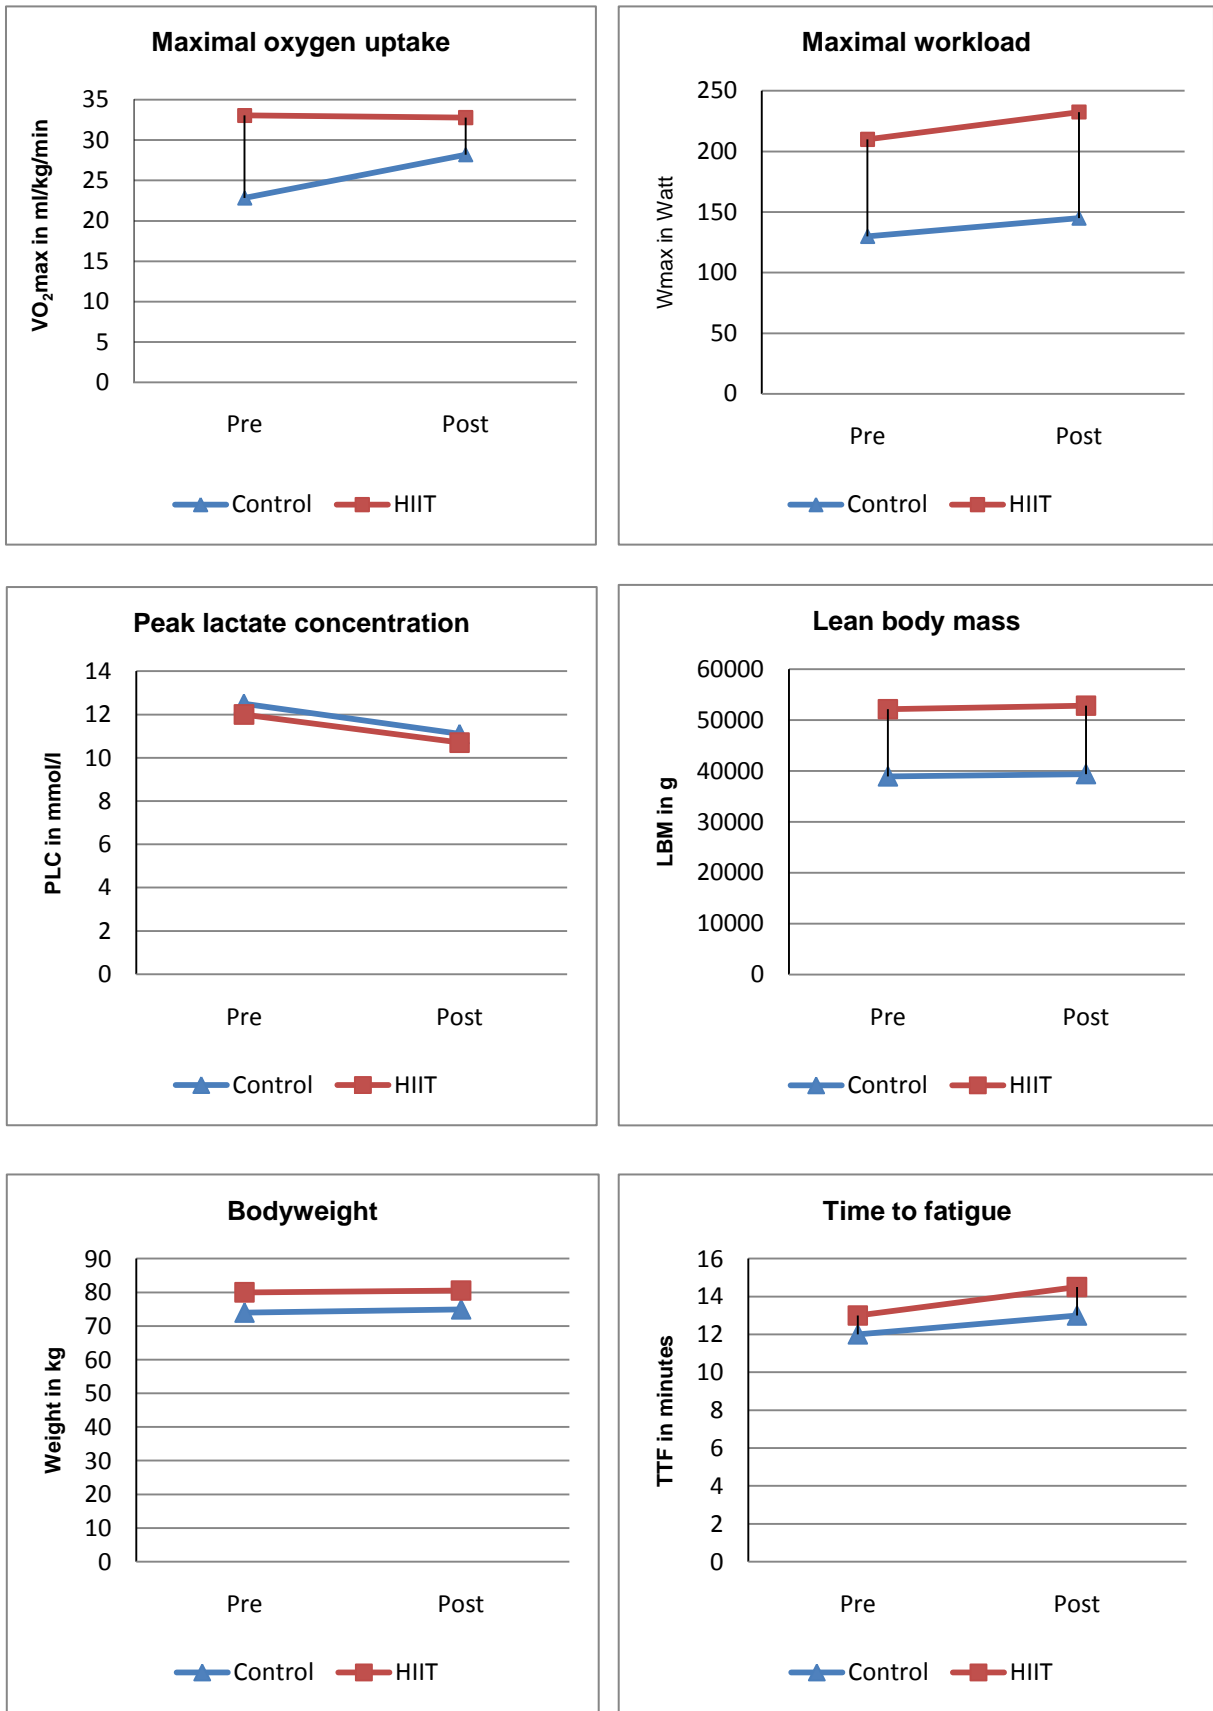 Maximal oxygen uptake
VO₂max in ml/kg/min
35
30
25
20
15
10
5
0
Pre Post
Control HIIT
Maximal workload
Wmax in Watt
250
200
150
100
50
0
Pre Post
Control HIIT
Peak lactate concentration
PLC in mmol/l
14
12
10
8
6
4
2
0
Pre Post
Control HIIT
Lean body mass
LBM in g
60000
50000
40000
30000
20000
10000
0
Pre Post
Control HIIT
Bodyweight
Weight in kg
90
80
70
60
50
40
30
20
10
0
Pre Post
Control HIIT
Time to fatigue
TTF in minutes
16
14
12
10
8
6
4
2
0
Pre Post
Control HIIT